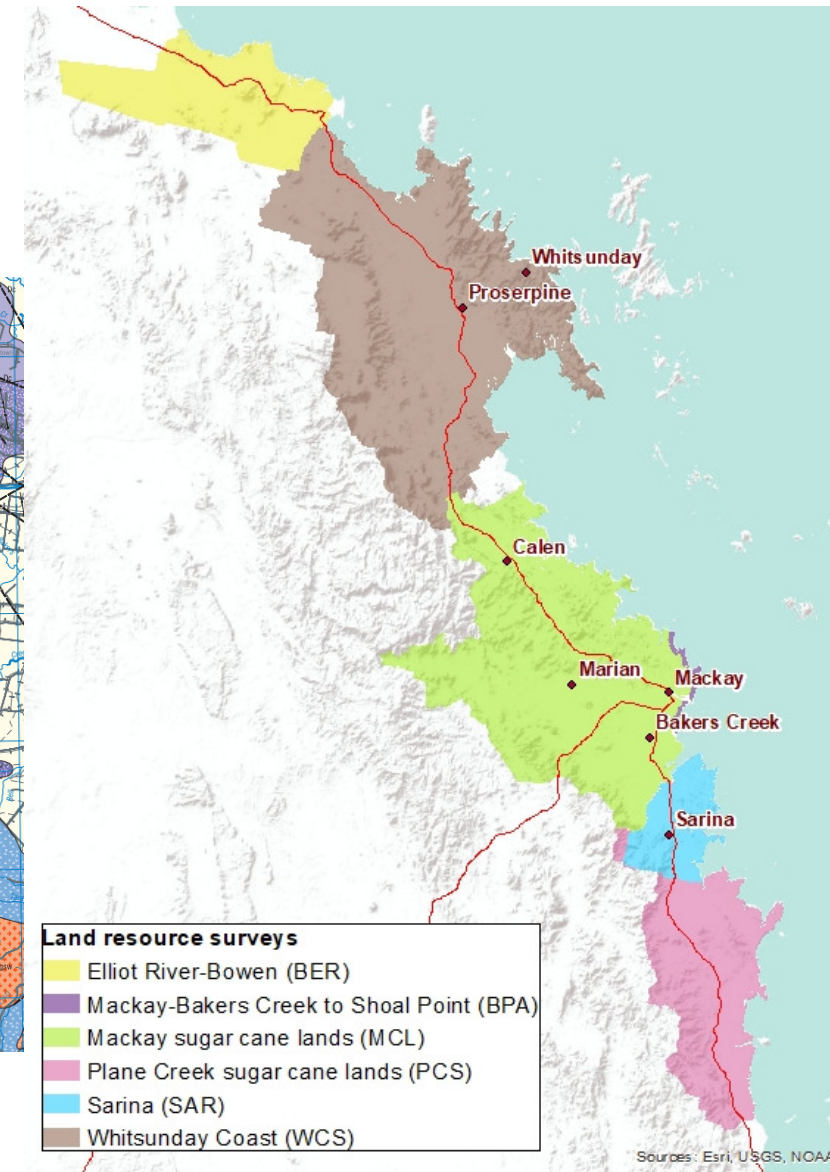 Whitsunday
Proserpine
Calen
Marian
Mackay
Bakers Creek
Sarina
Land resource surveys
Elliot River-Bowen (BER)
Mackay-Bakers Creek to Shoal Point (BPA)
Mackay sugar cane lands (MCL)
Plane Creek sugar cane lands (PCS)
Sarina (SAR)
Whitsunday Coast (WCS)
Sources: Esri, USGS, NOAA